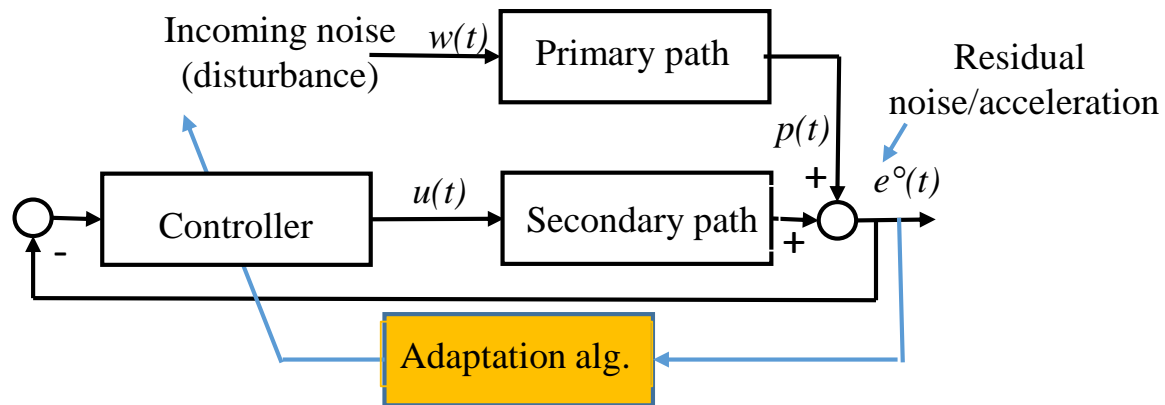 Incoming noise
(disturbance)
w(t)
Primary path
Residual
noise/acceleration
p(t)
+
e°(t)
Controller
u(t)
Secondary path
+
-
Adaptation alg.